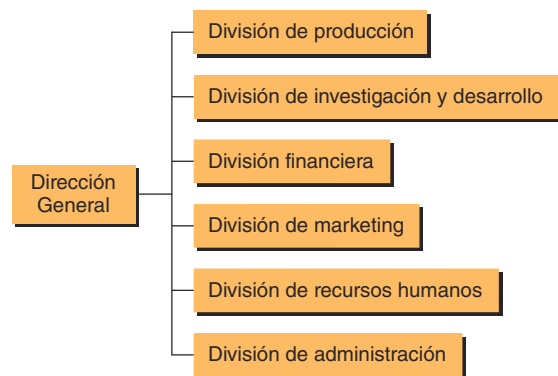 División de producción
División de investigación y desarrollo
División financiera
Dirección
General
División de marketing
División de recursos humanos
División de administración